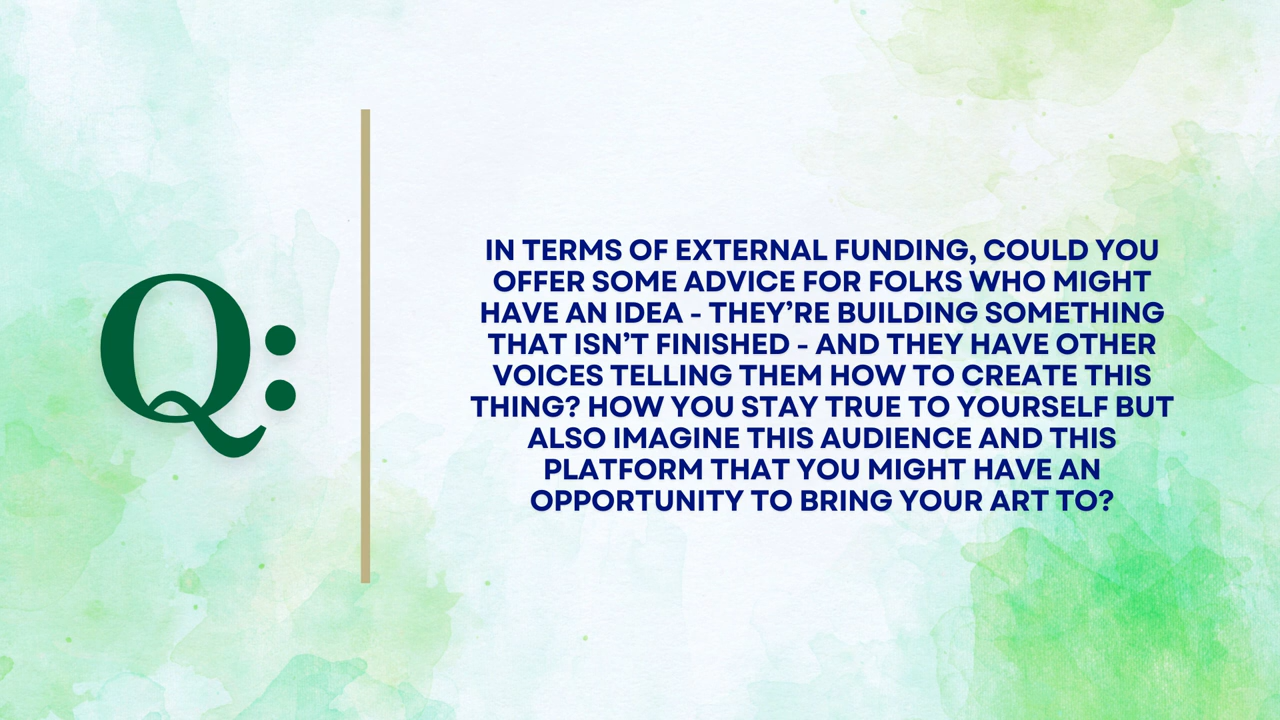 Q:
IN TERMS OF EXTERNAL FUNDING, COULD YOU
OFFER SOME ADVICE FOR FOLKS WHO MIGHT
HAVE AN IDEA - THEY’RE BUILDING SOMETHING
THAT ISN’T FINISHED - AND THEY HAVE OTHER
VOICES TELLING THEM HOW TO CREATE THIS
THING? HOW YOU STAY TRUE TO YOURSELF BUT
ALSO IMAGINE THIS AUDIENCE AND THIS
PLATFORM THAT YOU MIGHT HAVE AN
OPPORTUNITY TO BRING YOUR ART TO?